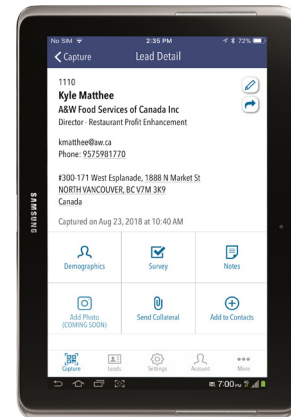 No SIM 2:35 PM 72%
Capture Lead Detail
1110
Kyle Matthee
A&W Food Services of Canada Inc
Director - Restaurant Profit Enhancement
kmatthee@aw.ca
Phone: 9575981770
#300-171 West Esplanade, 1888 N Market St
NORTH VANCOUVER, BC V7M 3K9
Canada
Captured on Aug 23, 2018 at 10:40 AM
Demographics Survey Notes
Add Photo Send Collateral Add to Contacts
(COMING SOON)
Capture Leads Settings Account More
7:00 PM
SAMSUNG